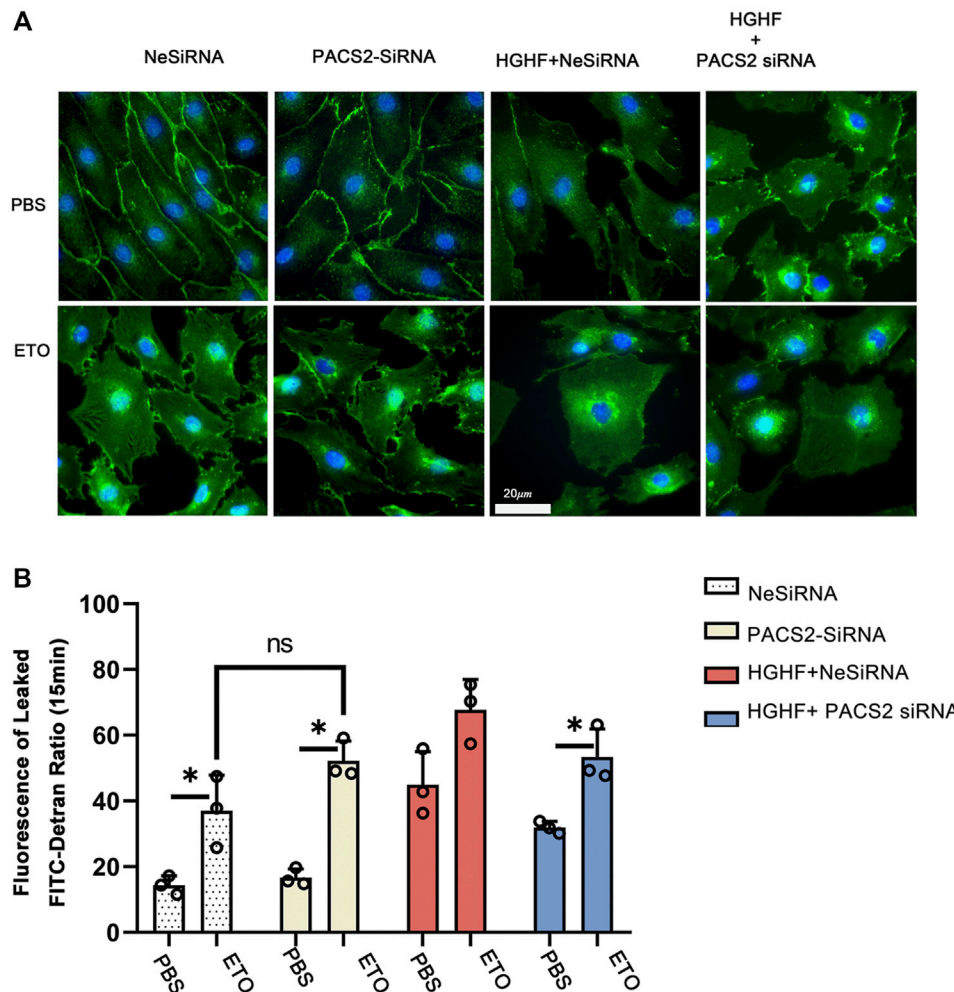 A
NeSiRNA
PACS2-SiRNA
HGHF+NeSiRNA
HGHF
+
PACS2 siRNA
PBS
ETO
20μm
B
Fluorescence of Leaked
FITC-Detran Ratio (15min)
100
80
60
40
20
0
ns
*
*
*
PBS
ETO
PBS
ETO
PBS
ETO
PBS
ETO
NeSiRNA
PACS2-SiRNA
HGHF+NeSiRNA
HGHF+ PACS2 siRNA